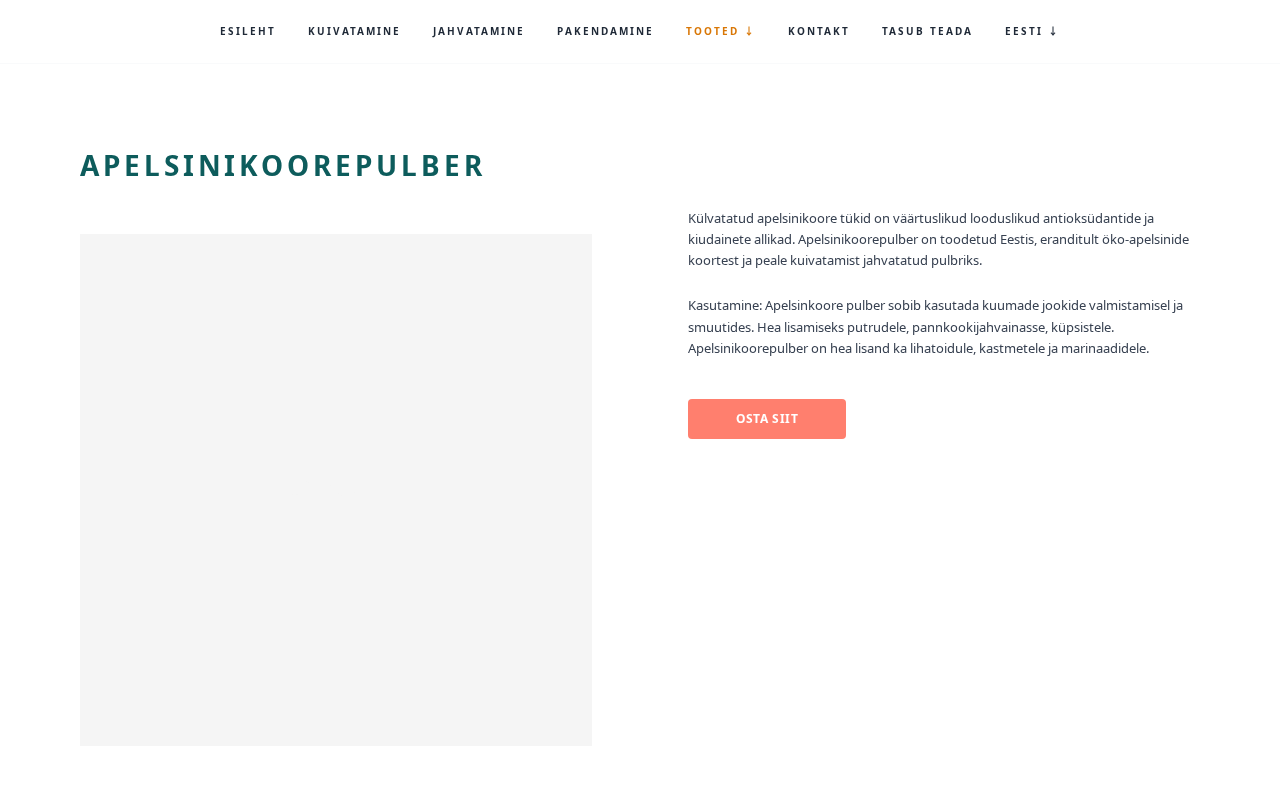 ESILEHT KUIVATAMINE JAHVATAMINE PAKENDAMINE TOOTED ↓ KONTAKT TASUB TEADA EESTI ↓
APELSINIKOOREPULBER
Külvatatud apelsinikoore tükid on väärtuslikud looduslikud antioksüdantide ja
kiudainete allikad. Apelsinikoorepulber on toodetud Eestis, eranditult öko-apelsinide
koortest ja peale kuivatamist jahvatatud pulbriks.
Kasutamine: Apelsinkoore pulber sobib kasutada kuumade jookide valmistamisel ja
smuutides. Hea lisamiseks putrudele, pannkookijahvainasse, küpsistele.
Apelsinikoorepulber on hea lisand ka lihatoidule, kastmetele ja marinaadidele.
OSTA SIIT